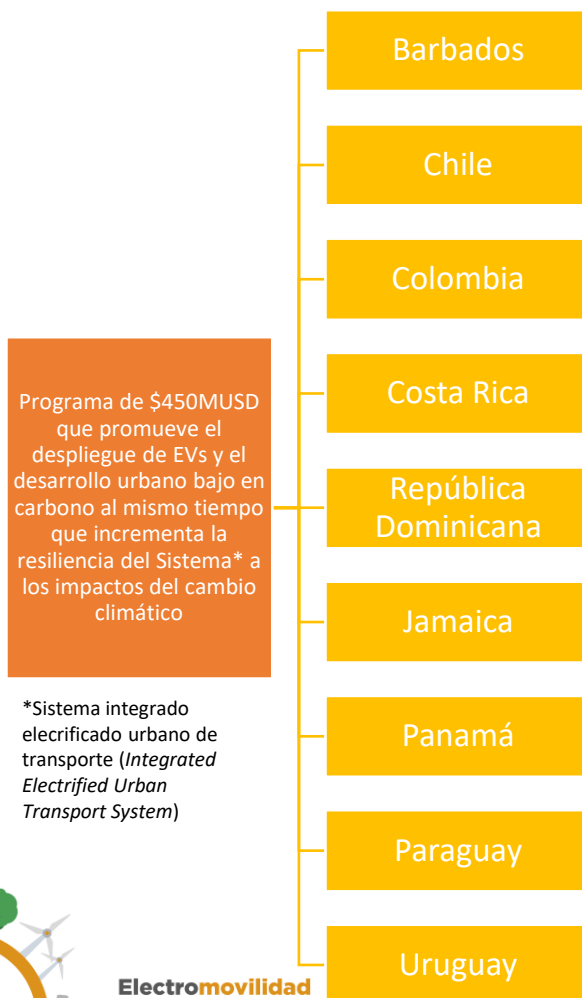 Barbados
Chile
Colombia
Costa Rica
República
Dominicana
Jamaica
Panamá
Paraguay
Uruguay
Programa de $450MUSD
que promueve el
despliegue de EVs y el
desarrollo urbano bajo en
carbono al mismo tiempo
que incrementa la
resiliencia del Sistema* a
los impactos del cambio
climático
*Sistema integrado
elecrificado urbano de
transporte (Integrated
Electrified Urban
Transport System)
Electromovilidad